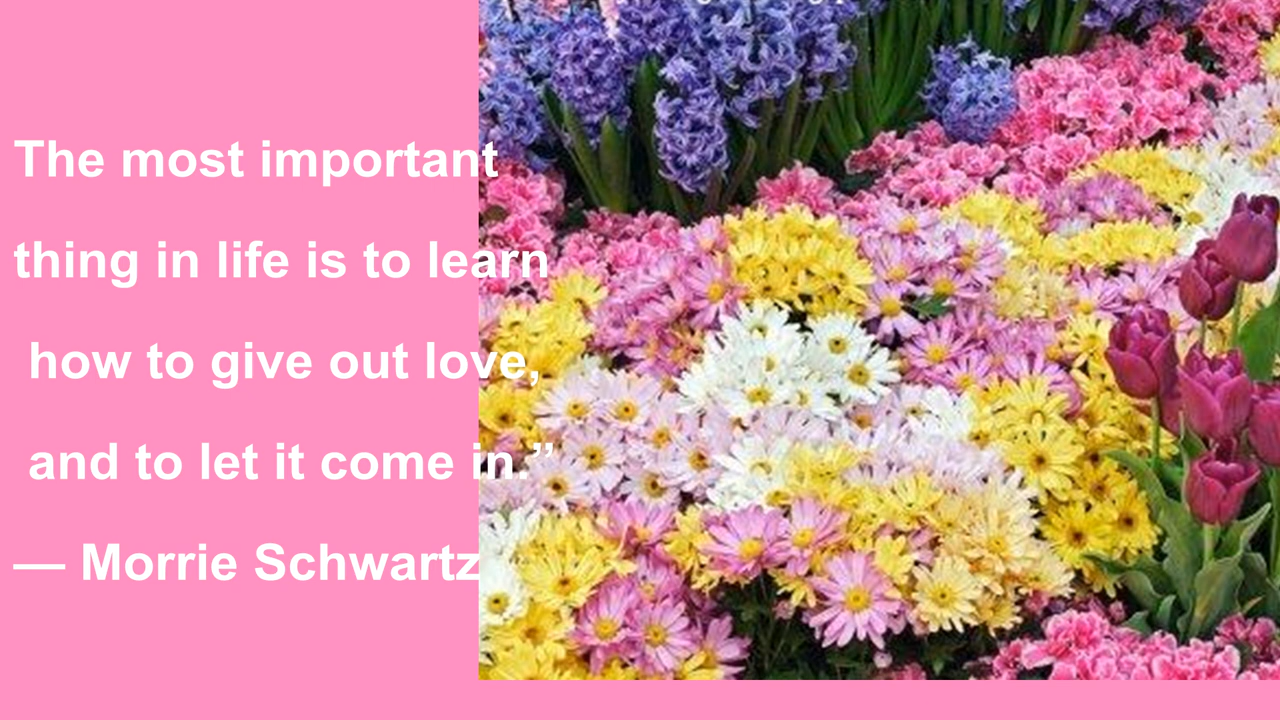 The most important
thing in life is to learn
how to give out love,
and to let it come in.”
— Morrie Schwartz